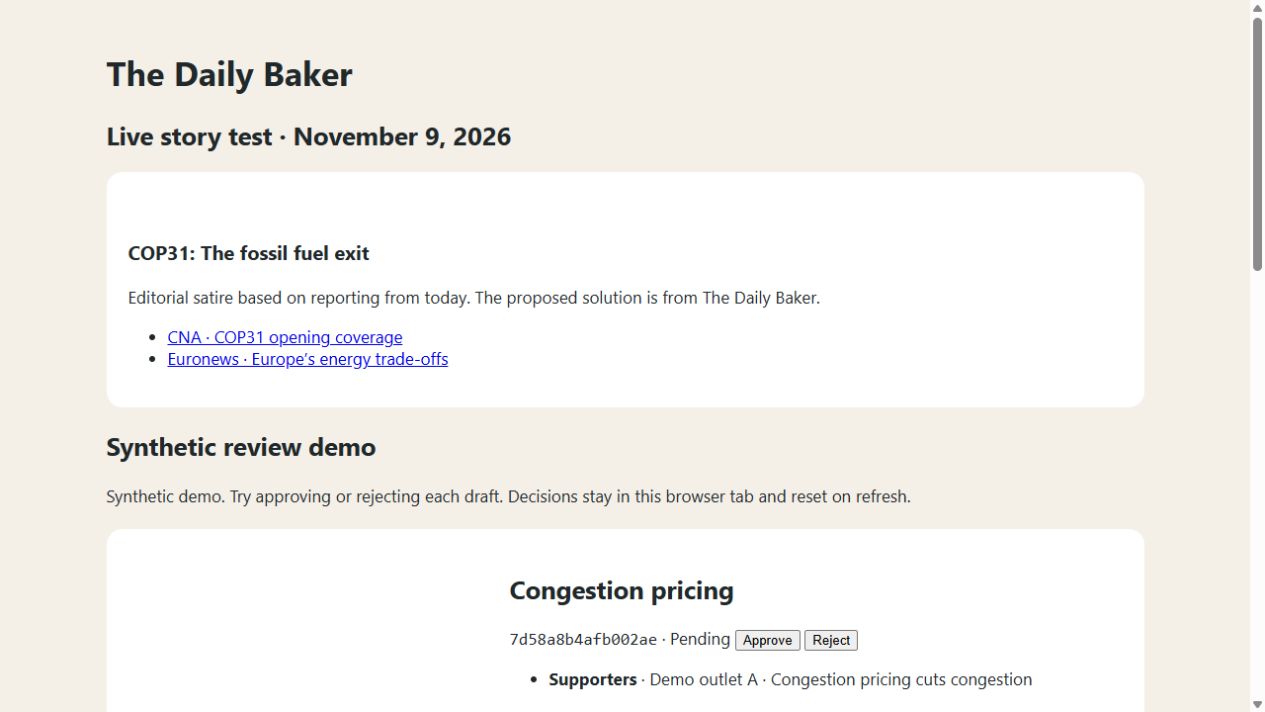 The Daily Baker
Live story test · November 9, 2026
COP31: The fossil fuel exit
Editorial satire based on reporting from today. The proposed solution is from The Daily Baker.
CNA · COP31 opening coverage
Euronews · Europe's energy trade-offs
Synthetic review demo
Synthetic demo. Try approving or rejecting each draft. Decisions stay in this browser tab and reset on refresh.
Congestion pricing
7d58a8b4afb002ae · Pending Approve Reject
Supporters · Demo outlet A · Congestion pricing cuts congestion